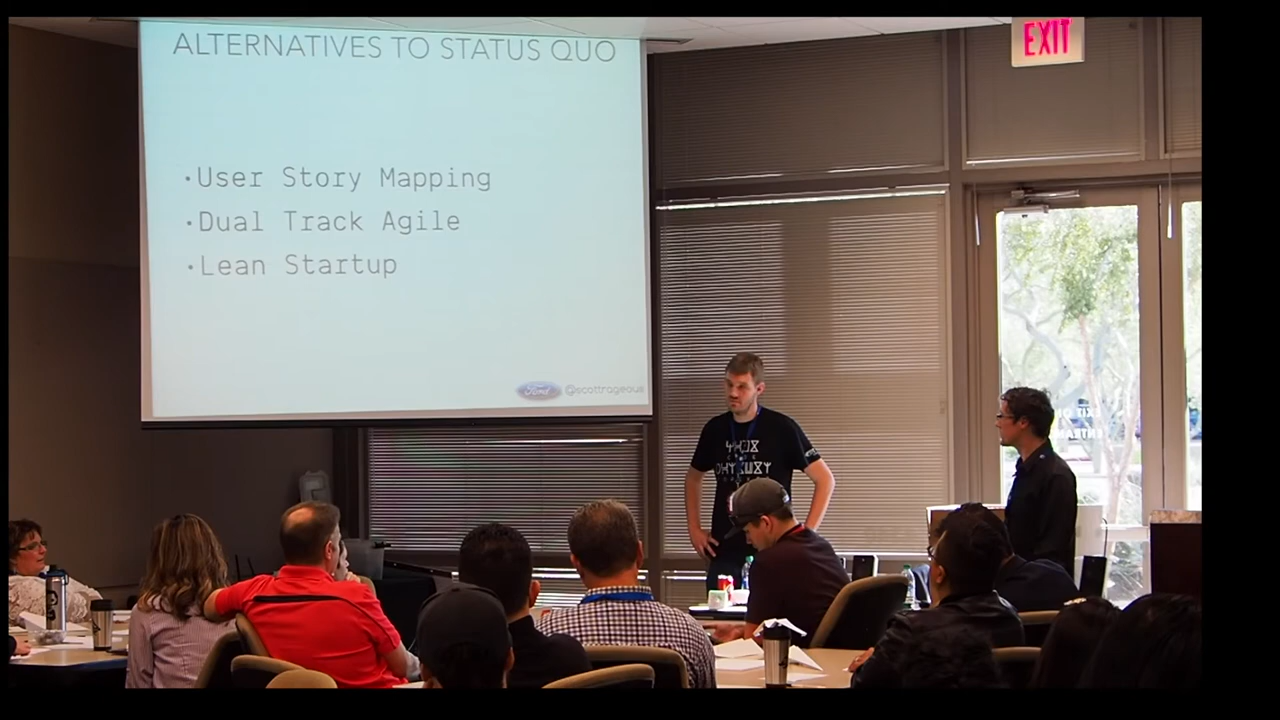 ALTERNATIVES TO STATUS QUO
EXIT
•User Story Mapping
•Dual Track Agile
•Lean Startup
Ford @scottrageous